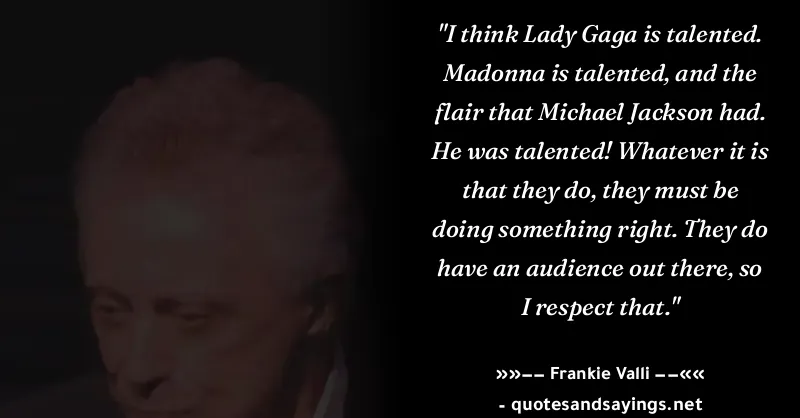 "I think Lady Gaga is talented.
Madonna is talented, and the
flair that Michael Jackson had.
He was talented! Whatever it is
that they do, they must be
doing something right. They do
have an audience out there, so
I respect that."
»»–– Frankie Valli ––««
- quotesandsayings.net